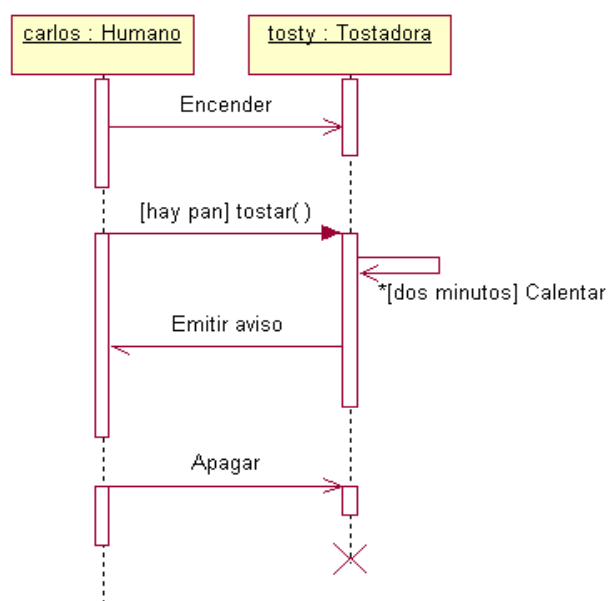 carlos : Humano
tosty : Tostadora
Encender
[hay pan] tostar( )
*[dos minutos] Calentar
Emitir aviso
Apagar